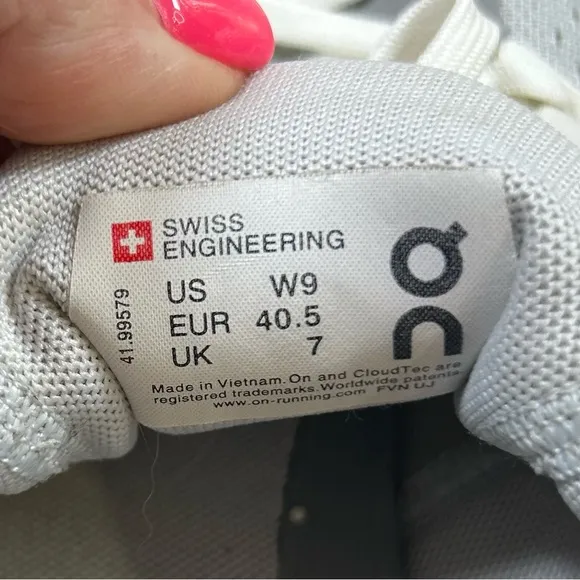 SWISS
ENGINEERING
US W9
EUR 40.5
UK 7
41.99579
Made in Vietnam. On and CloudTec are
registered trademarks. Worldwide patents.
www.on-running.com FVN UJ